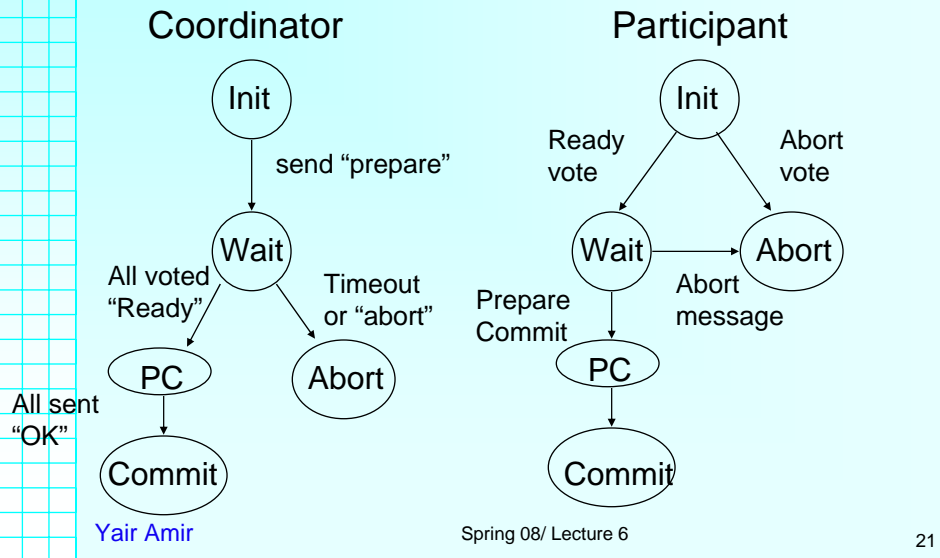 Coordinator
Participant
Init
send “prepare”
Wait
All voted
“Ready”
Timeout
or “abort”
PC
Abort
All sent
“OK”
Commit
Init
Ready
vote
Abort
vote
Wait
Abort
Abort
message
Prepare
Commit
PC
Commit
Yair Amir
Spring 08/ Lecture 6
21